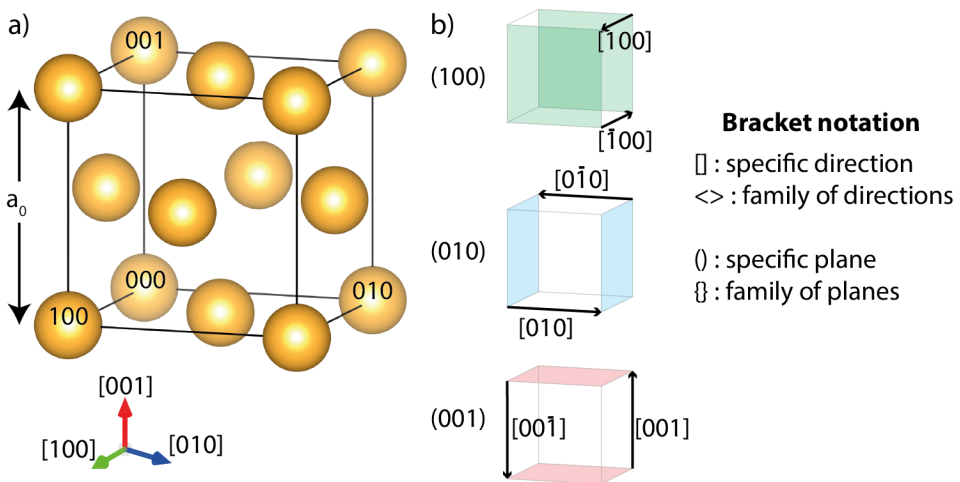 a)
001
a0
000
010
100
[001]
[100]
[010]
b)
(100)
[100]
[1̄00]
(010)
[01̄0]
[010]
(001)
[001̄]
[001]
Bracket notation
[] : specific direction
<> : family of directions
() : specific plane
{} : family of planes